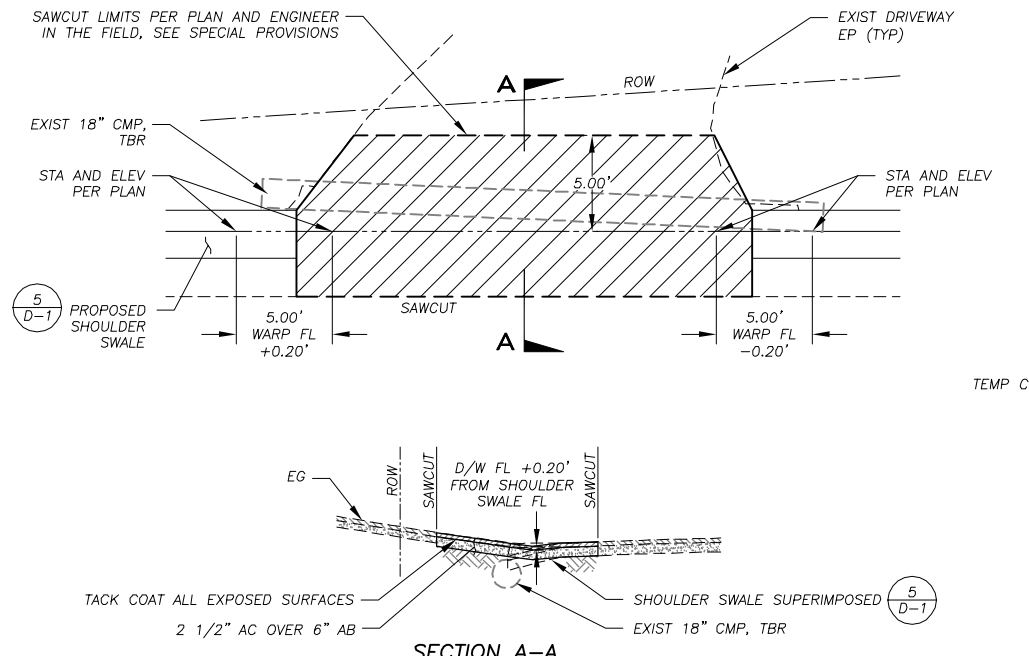 SAWCUT LIMITS PER PLAN AND ENGINEER
IN THE FIELD, SEE SPECIAL PROVISIONS
EXIST DRIVEWAY
EP (TYP)
A
ROW
EXIST 18" CMP,
TBR
STA AND ELEV
PER PLAN
5.00'
STA AND ELEV
PER PLAN
5
D-1
PROPOSED
SHOULDER
SWALE
SAWCUT
5.00'
WARP FL
+0.20'
A
5.00'
WARP FL
-0.20'
TEMP C
EG
ROW
SAWCUT
D/W FL +0.20'
FROM SHOULDER
SWALE FL
SAWCUT
TACK COAT ALL EXPOSED SURFACES
2 1/2" AC OVER 6" AB
SHOULDER SWALE SUPERIMPOSED
5
D-1
EXIST 18" CMP, TBR
SECTION A-A